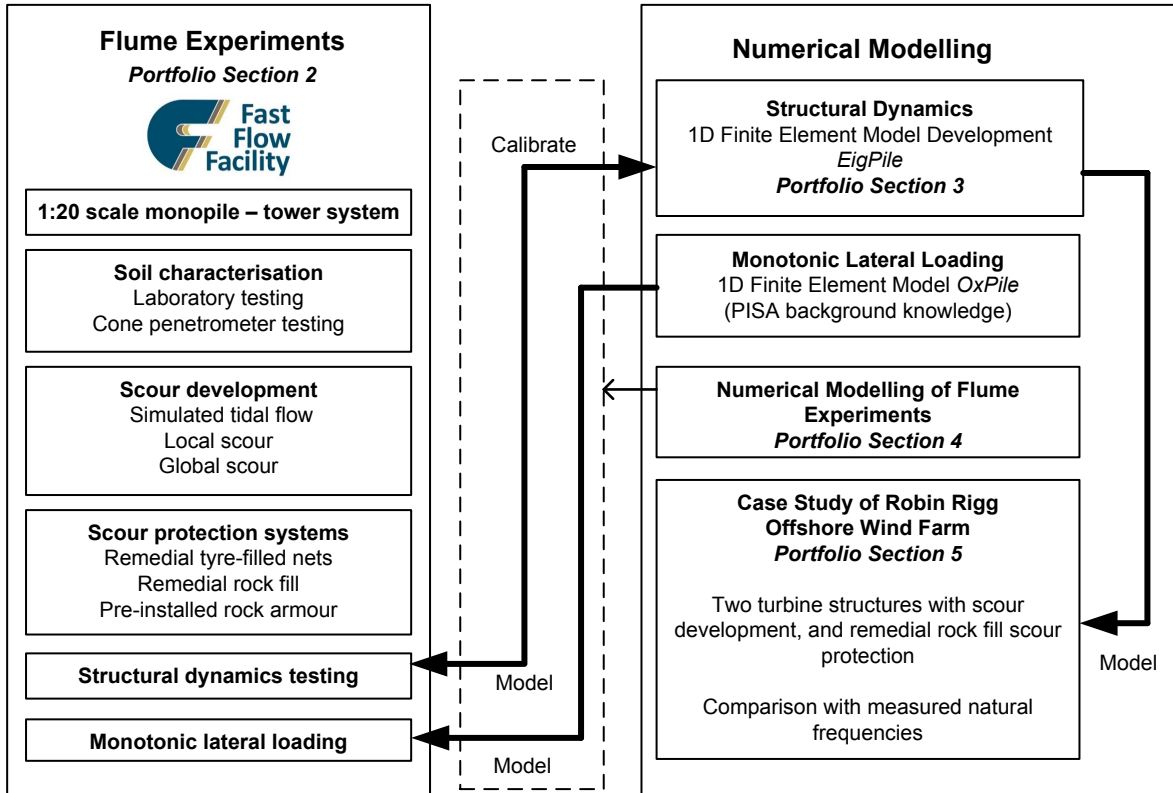 Flume Experiments
Portfolio Section 2
Fast
Flow
Facility
1:20 scale monopile – tower system
Soil characterisation
Laboratory testing
Cone penetrometer testing
Scour development
Simulated tidal flow
Local scour
Global scour
Scour protection systems
Remedial tyre-filled nets
Remedial rock fill
Pre-installed rock armour
Structural dynamics testing
Monotonic lateral loading
Calibrate
Model
Model
Numerical Modelling
Structural Dynamics
1D Finite Element Model Development
EigPile
Portfolio Section 3
Monotonic Lateral Loading
1D Finite Element Model OxPile
(PISA background knowledge)
Numerical Modelling of Flume
Experiments
Portfolio Section 4
Case Study of Robin Rigg
Offshore Wind Farm
Portfolio Section 5
Two turbine structures with scour
development, and remedial rock fill scour
protection
Comparison with measured natural
frequencies
Model